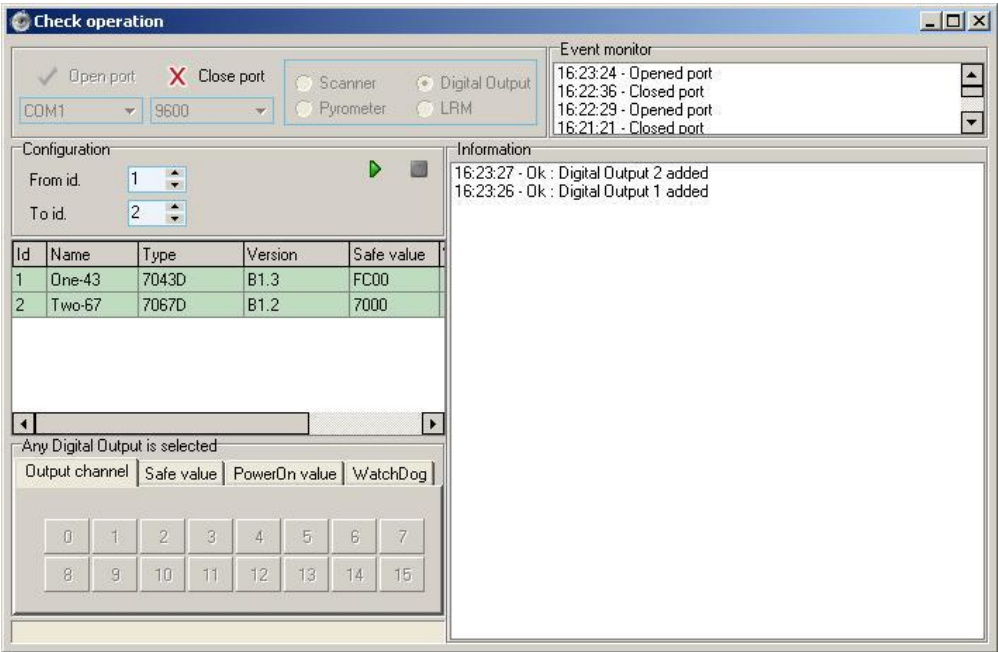 Check operation
Open port
Close port
COM1
9600
Scanner
Digital Output
Pyrometer
LRM
Event monitor
16:23:24 - Opened port
16:22:36 - Closed port
16:22:29 - Opened port
16:21:21 - Closed port
Configuration
From id.
1
To id.
2
Id Name Type Version Safe value
1 One-43 7043D B1.3 FC00
2 Two-67 7067D B1.2 7000
Any Digital Output is selected
Output channel Safe value PowerOn value WatchDog
0 1 2 3 4 5 6 7
8 9 10 11 12 13 14 15
Information
16:23:27 - Ok : Digital Output 2 added
16:23:26 - Ok : Digital Output 1 added